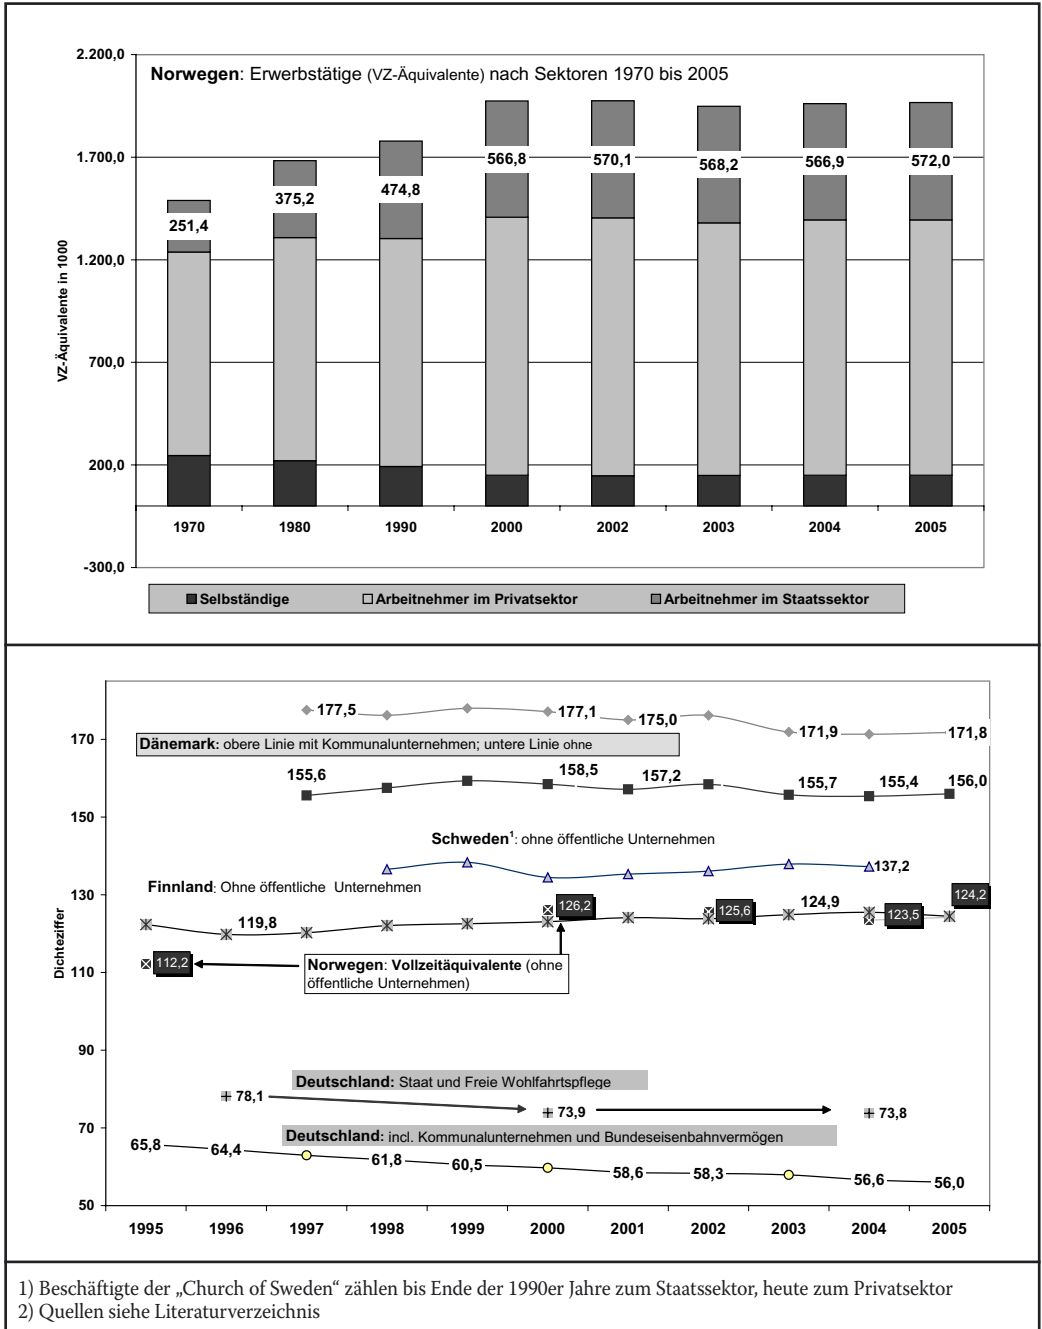 2.200,0
Norwegen: Erwerbstätige (VZ-Äquivalente) nach Sektoren 1970 bis 2005
1.700,0
1.200,0
700,0
200,0
-300,0
VZ-Äquivalente in 1000
251,4
375,2
474,8
566,8
570,1
568,2
566,9
572,0
1970 1980 1990 2000 2002 2003 2004 2005
Selbständige Arbeitnehmer im Privatsektor Arbeitnehmer im Staatssektor
170
150
130
110
90
70
50
Dichteziffer
177,5 177,1 175,0 171,9 171,8
Dänemark: obere Linie mit Kommunalunternehmen; untere Linie ohne
155,6 158,5 157,2 155,7 155,4 156,0
Schweden1: ohne öffentliche Unternehmen
137,2
Finnland: Ohne öffentliche Unternehmen
119,8 124,9
112,2 126,2 125,6 123,5 124,2
Norwegen: Vollzeitäquivalente (ohne
öffentliche Unternehmen)
Deutschland: Staat und Freie Wohlfahrtspflege
78,1 73,9 73,8
Deutschland: incl. Kommunalunternehmen und Bundeseisenbahnvermögen
65,8 64,4 61,8 60,5 58,6 58,3 56,6 56,0
1995 1996 1997 1998 1999 2000 2001 2002 2003 2004 2005
1) Beschäftigte der „Church of Sweden“ zählen bis Ende der 1990er Jahre zum Staatssektor, heute zum Privatsektor
2) Quellen siehe Literaturverzeichnis